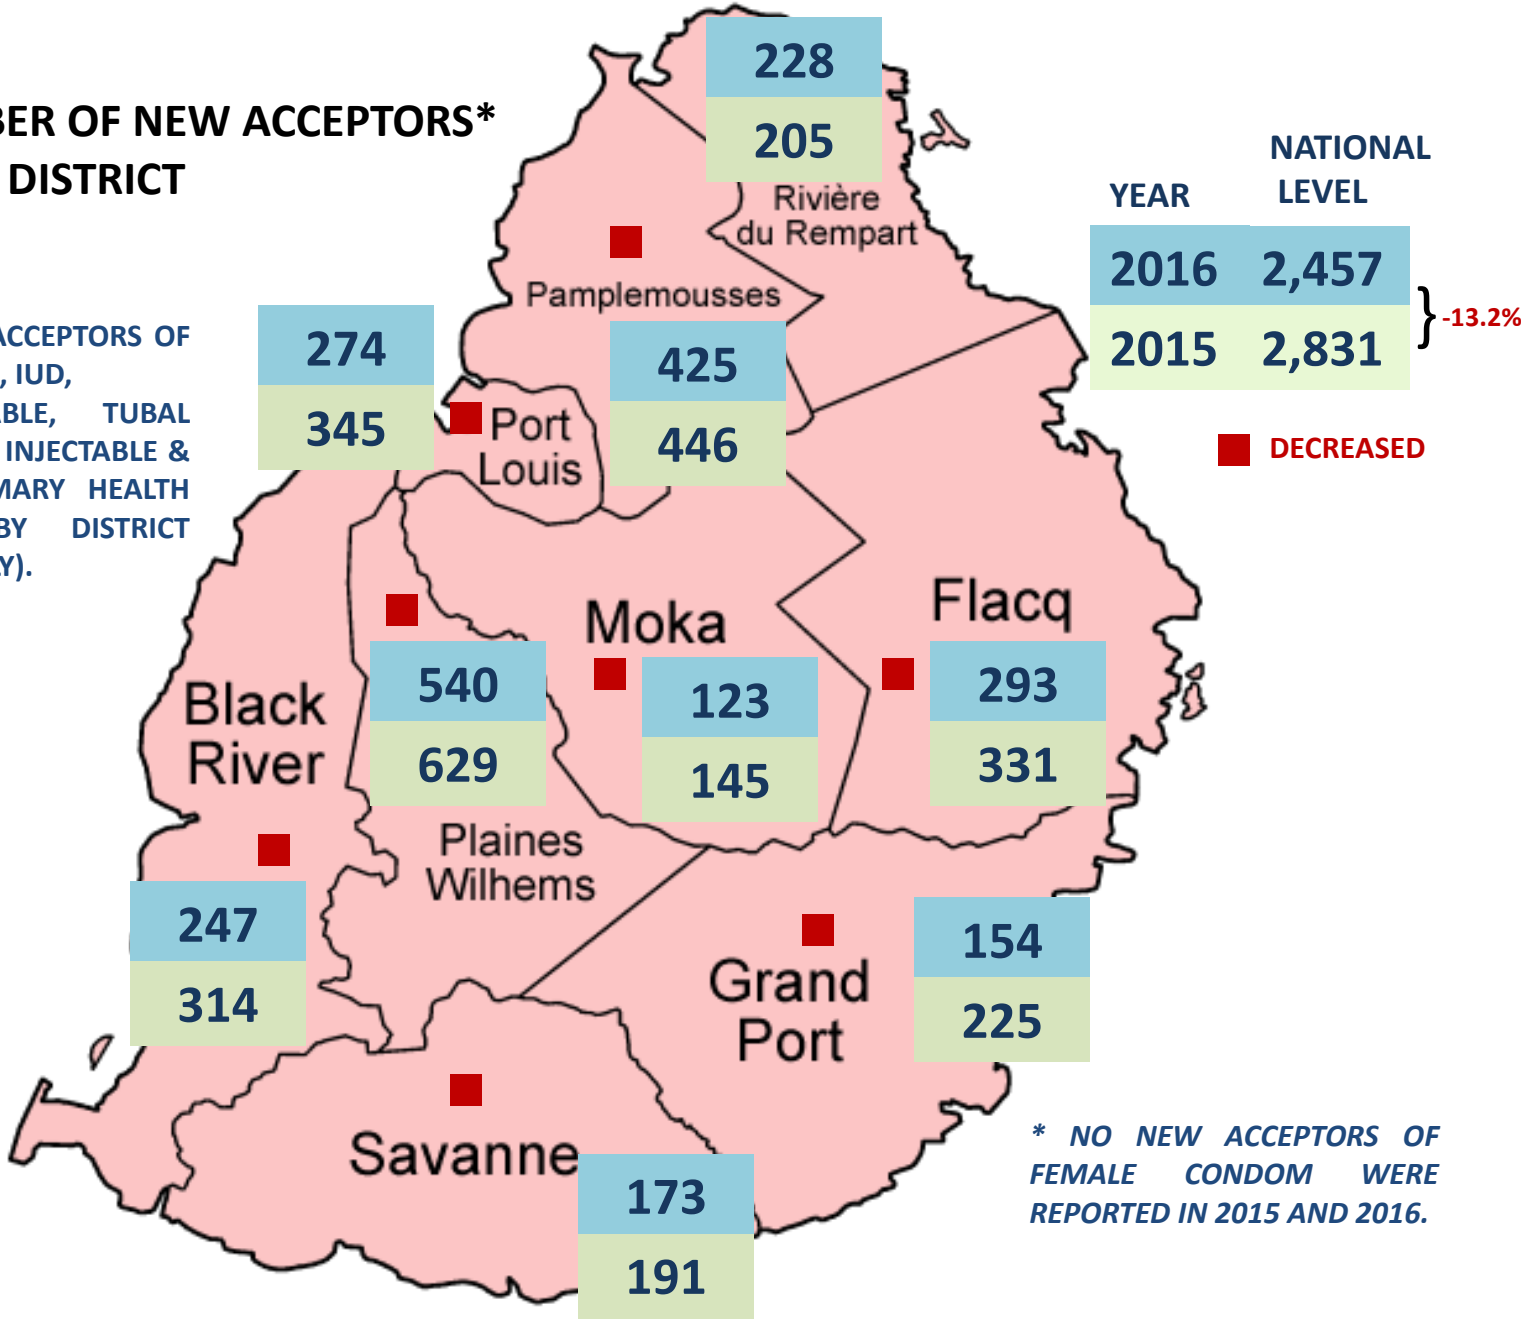 BER OF NEW ACCEPTORS*
DISTRICT
ACCEPTORS OF
, IUD,
ABLE, TUBAL
INJECTABLE &
MARY HEALTH
BY DISTRICT
LY).
228
205
Rivière
du Rempart
NATIONAL
YEAR LEVEL
2016 2,457
2015 2,831
-13.2%
DECREASED
Pamplemousses
425
446
274
345
Port
Louis
Moka
123
145
Flacq
293
331
540
629
Plaines
Wilhems
Black
River
247
314
Grand
Port
154
225
Savanne
173
191
* NO NEW ACCEPTORS OF
FEMALE CONDOM WERE
REPORTED IN 2015 AND 2016.